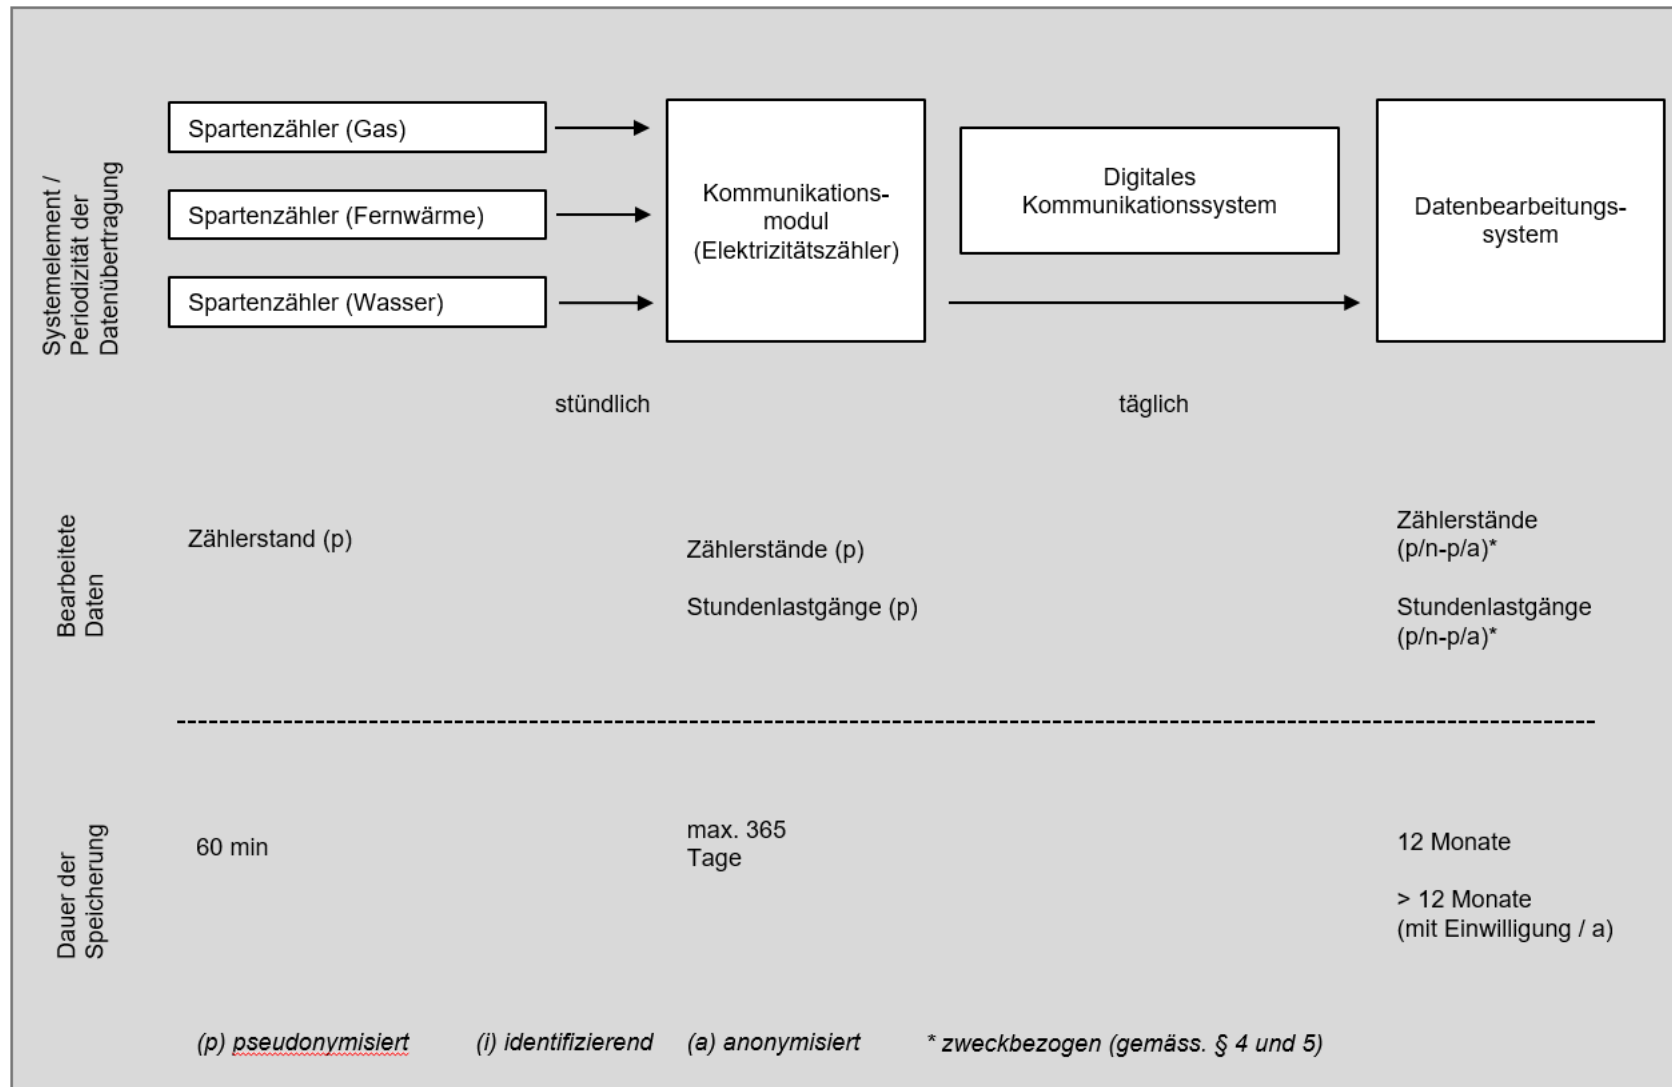 Systemelement /
Periodizität der
Datenübertragung
Spartenzähler (Gas)
Spartenzähler (Fernwärme)
Spartenzähler (Wasser)
Kommunikations-
modul
(Elektrizitätszähler)
Digitales
Kommunikationssystem
Datenbearbeitungs-
system
stündlich
täglich
Bearbeitete
Daten
Zählerstand (p)
Zählerstände (p)
Stundenlastgänge (p)
Zählerstände
(p/n-p/a)*
Stundenlastgänge
(p/n-p/a)*
Dauer der
Speicherung
60 min
max. 365
Tage
12 Monate
> 12 Monate
(mit Einwilligung / a)
(p) pseudonymisiert (i) identifizierend (a) anonymisiert * zweckbezogen (gemäss. § 4 und 5)